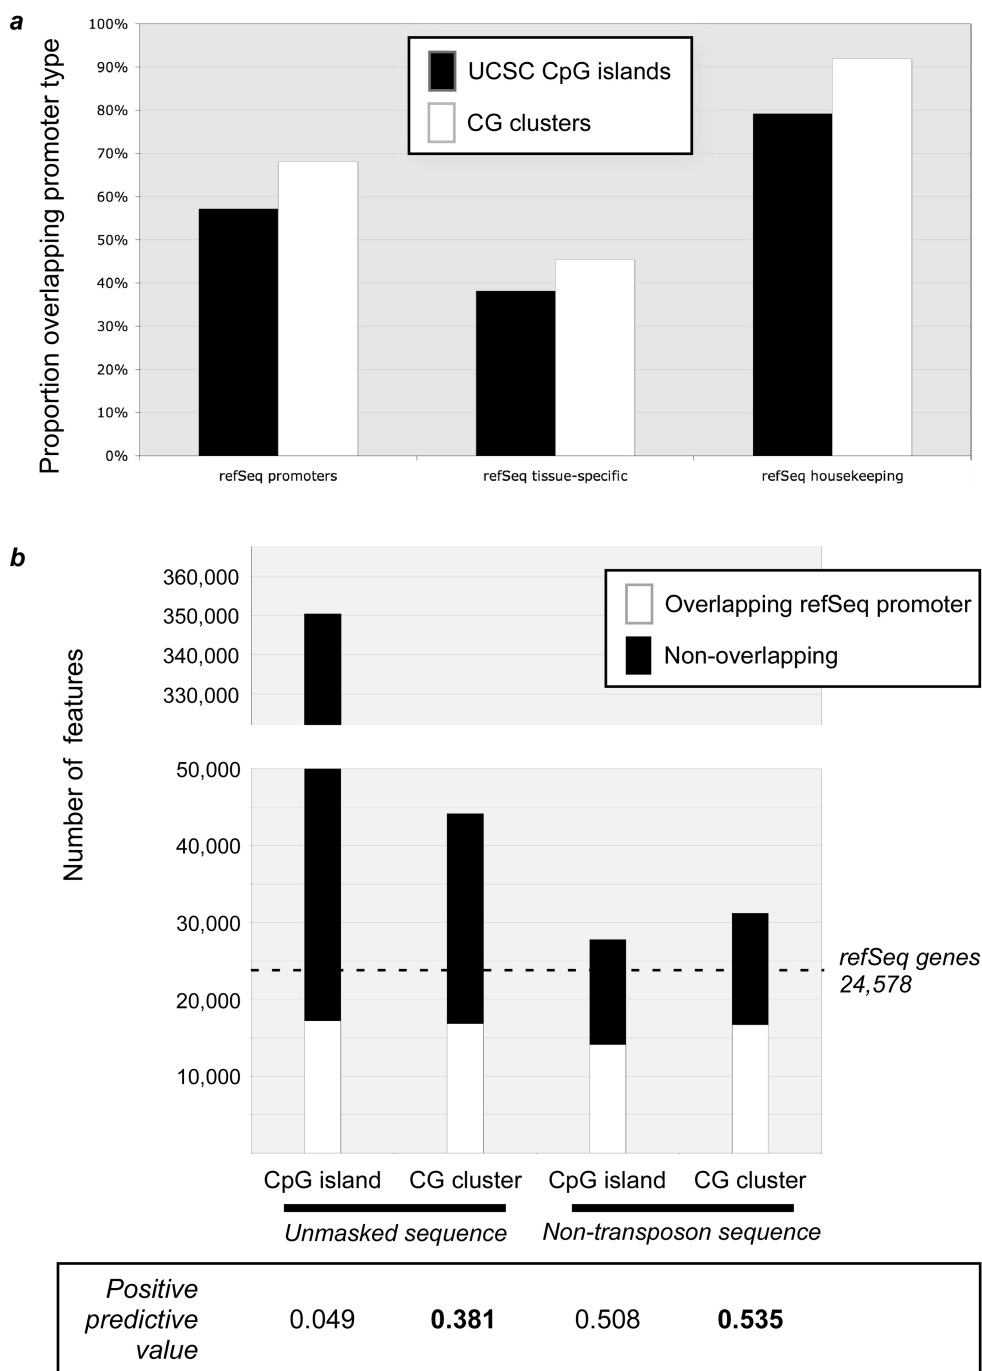 a
Proportion overlapping promoter type
100%
90%
80%
70%
60%
50%
40%
30%
20%
10%
0%
UCSC CpG islands
CG clusters
refSeq promoters
refSeq tissue-specific
refSeq housekeeping
b
Number of features
360,000
350,000
340,000
330,000
50,000
40,000
30,000
20,000
10,000
Overlapping refSeq promoter
Non-overlapping
refSeq genes
24,578
CpG island CG cluster CpG island CG cluster
Unmasked sequence Non-transposon sequence
Positive
predictive
value
0.049 0.381 0.508 0.535